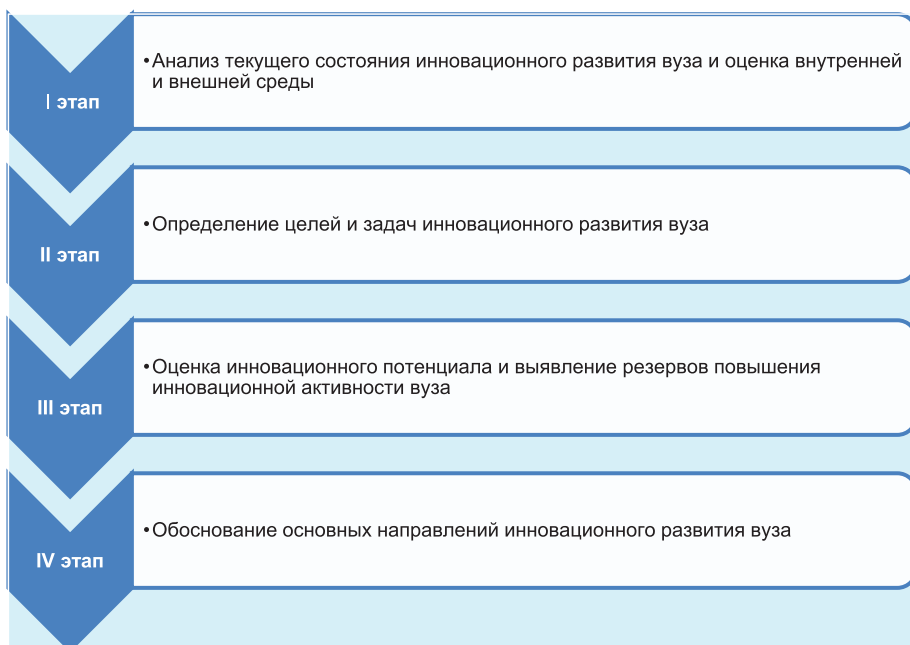 I этап
•Анализ текущего состояния инновационного развития вуза и оценка внутренней
и внешней среды
II этап
•Определение целей и задач инновационного развития вуза
III этап
•Оценка инновационного потенциала и выявление резервов повышения
инновационной активности вуза
IV этап
•Обоснование основных направлений инновационного развития вуза